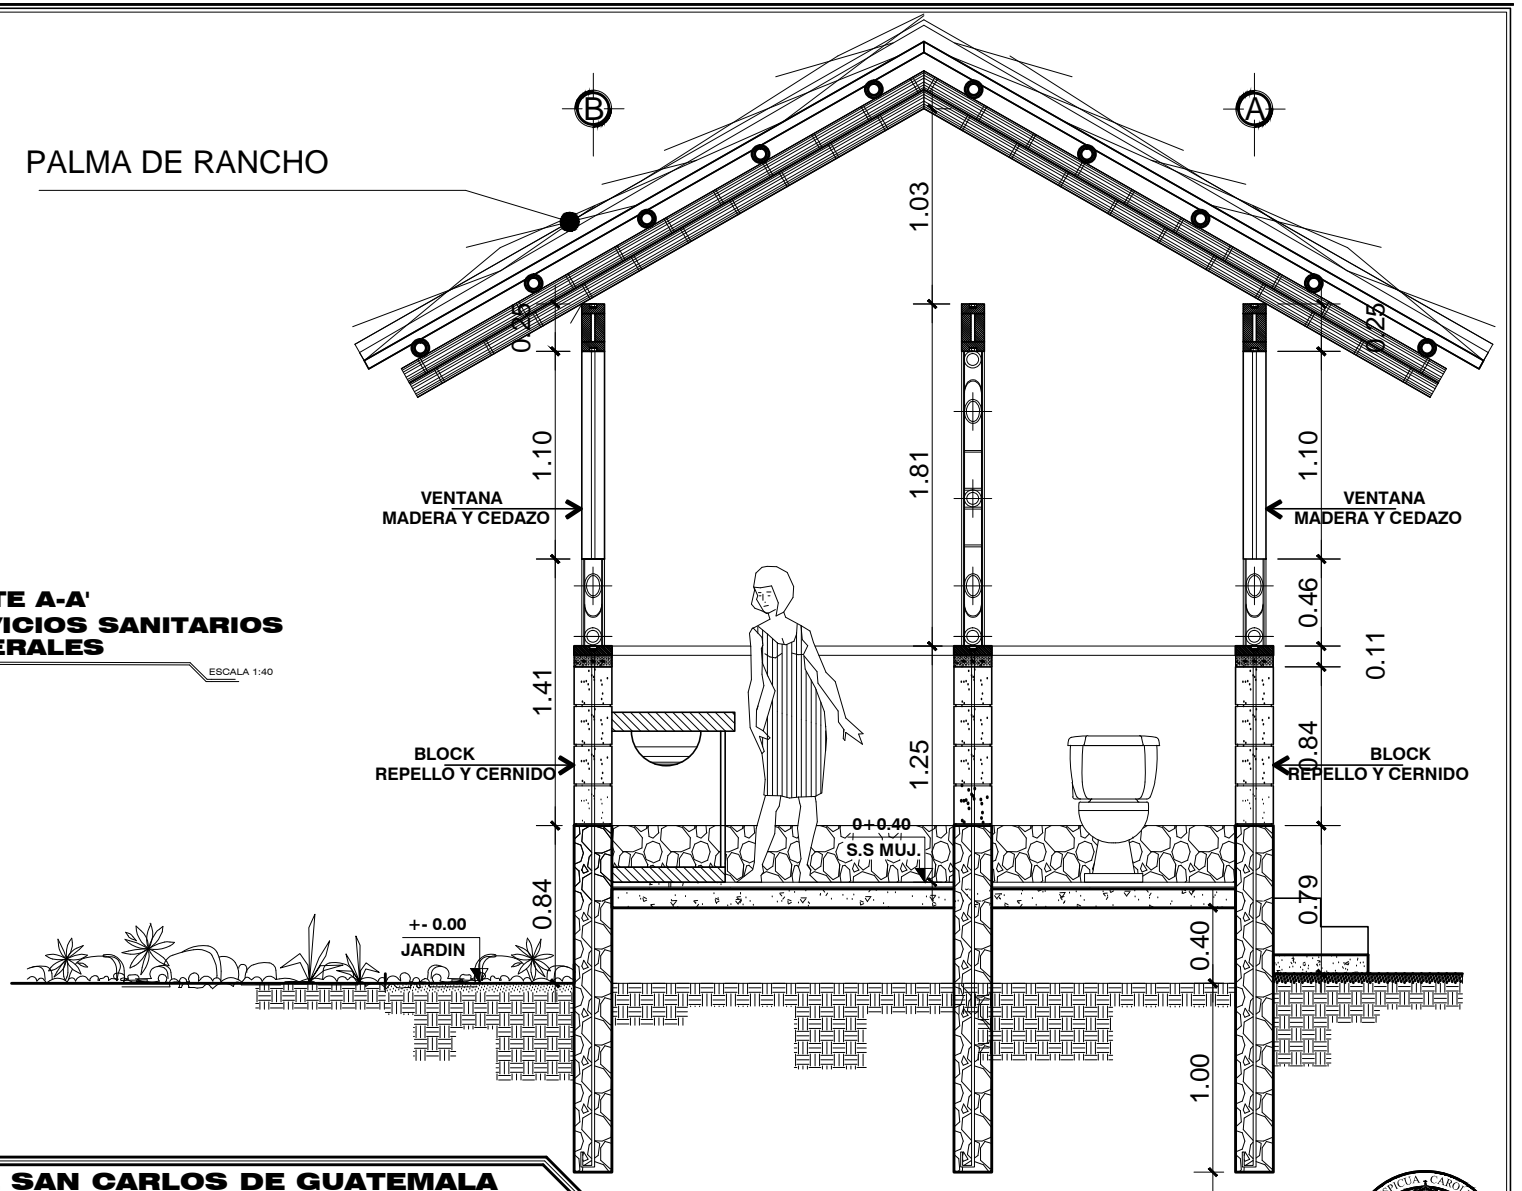 B
A
PALMA DE RANCHO
1.03
0.25
0.25
1.10
1.81
1.10
VENTANA
MADERA Y CEDAZO
VENTANA
MADERA Y CEDAZO
TE A-A'
VICIOS SANITARIOS
ERALES
ESCALA 1:40
0.46
0.11
1.41
1.25
0.84
BLOCK
REPELLO Y CERNIDO
BLOCK
REPELLO Y CERNIDO
0+0.40
S.S MUJ.
0.84
0.79
+- 0.00
JARDIN
0.40
1.00
SAN CARLOS DE GUATEMALA
SPICUA . CAROL